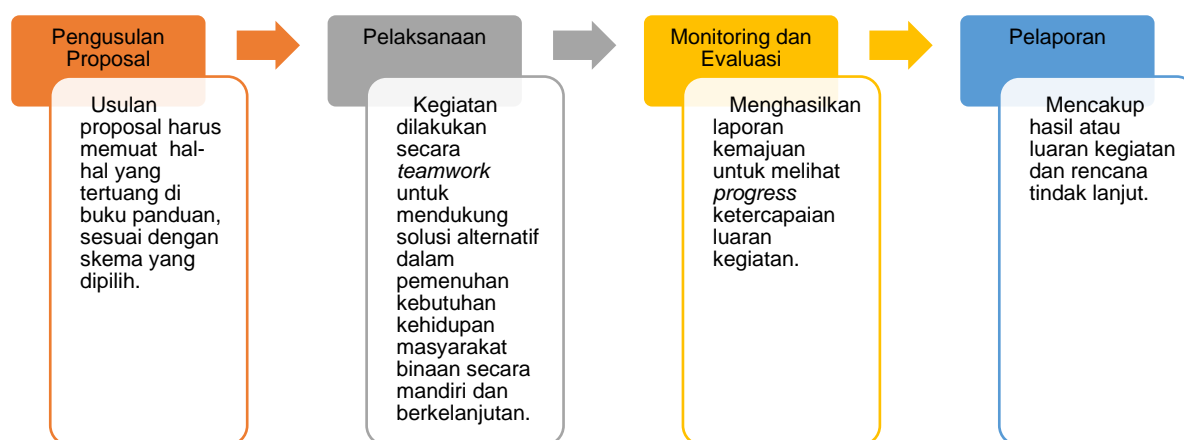 Pengusulan
Proposal
Usulan
proposal harus
memuat hal-
hal yang
tertuang di
buku panduan,
sesuai dengan
skema yang
dipilih.
Pelaksanaan
Kegiatan
dilakukan
secara
teamwork
untuk
mendukung
solusi alternatif
dalam
pemenuhan
kebutuhan
kehidupan
masyarakat
binaan secara
mandiri dan
berkelanjutan.
Monitoring dan
Evaluasi
Menghasilkan
laporan
kemajuan
untuk melihat
progress
ketercapaian
luaran
kegiatan.
Pelaporan
Mencakup
hasil atau
luaran kegiatan
dan rencana
tindak lanjut.